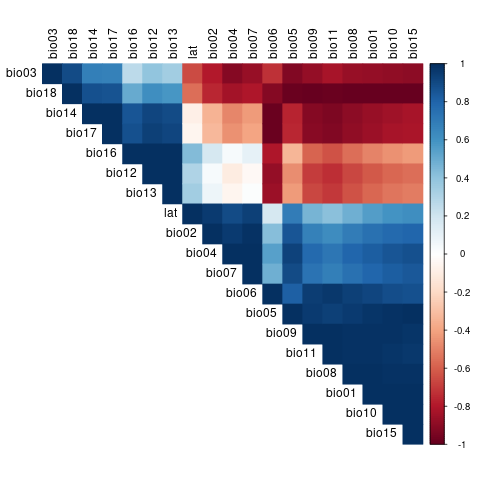 bio03 bio18 bio14 bio17 bio16 bio12 bio13 lat bio02 bio04 bio07 bio06 bio05 bio09 bio11 bio08 bio01 bio10 bio15
bio03
bio18
bio14
bio17
bio16
bio12
bio13
lat
bio02
bio04
bio07
bio06
bio05
bio09
bio11
bio08
bio01
bio10
bio15
1
0.8
0.6
0.4
0.2
0
-0.2
-0.4
-0.6
-0.8
-1